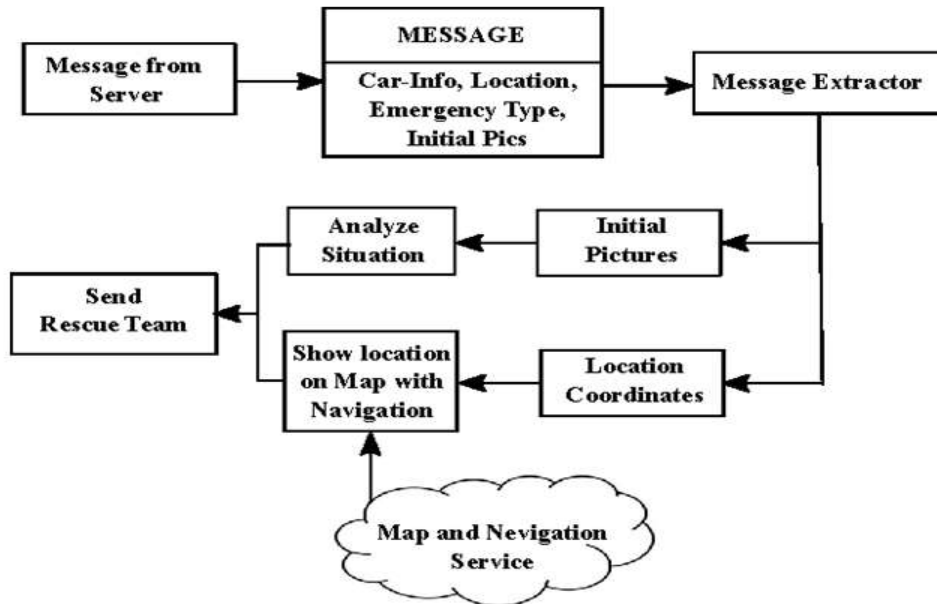 Message from
Server
MESSAGE
Car-Info, Location,
Emergency Type,
Initial Pics
Message Extractor
Analyze
Situation
Initial
Pictures
Send
Rescue Team
Show location
on Map with
Navigation
Location
Coordinates
Map and Nevigation
Service